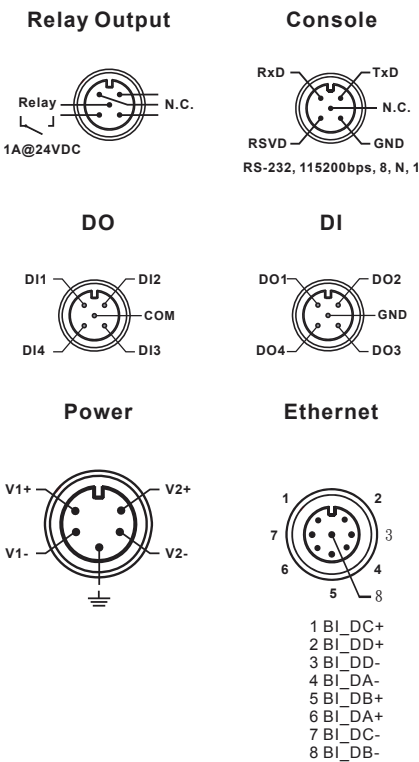 Relay Output
Console
Relay
N.C.
1A@24VDC
RxD
TxD
N.C.
RSVD
GND
RS-232, 115200bps, 8, N, 1
DO
DI
DI1
DI2
COM
DI4
DI3
DO1
DO2
GND
DO4
DO3
Power
Ethernet
V1+
V2+
V1-
V2-
1
2
7
3
6
4
5
8
1 BI_DC+
2 BI_DD+
3 BI_DD-
4 BI_DA-
5 BI_DB+
6 BI_DA+
7 BI_DC-
8 BI_DB-